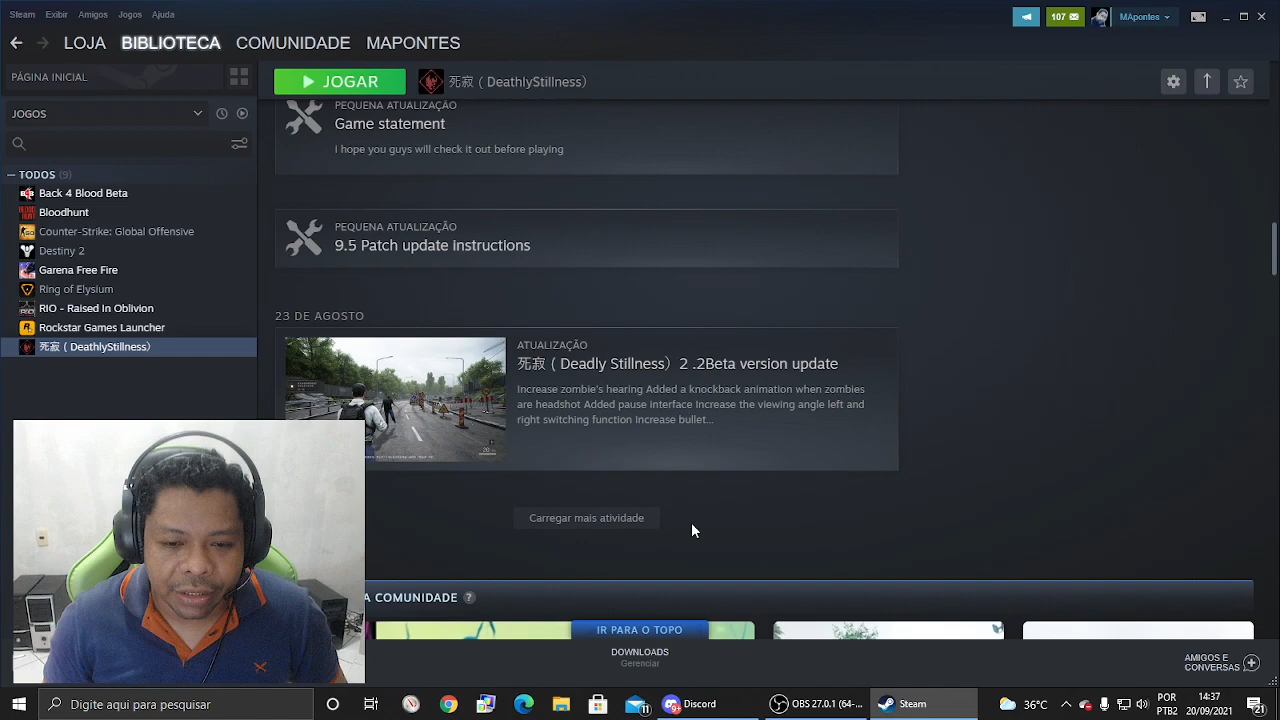 Steam Exibir Amigos Jogos Ajuda
107
MApontes
LOJA BIBLIOTECA COMUNIDADE MAPONTES
PÁGINA INICIAL
JOGAR
死寂（DeathlyStillness）
JOGOS
TODOS (9)
Back 4 Blood Beta
Bloodhunt
Counter-Strike: Global Offensive
Destiny 2
Garena Free Fire
Ring of Elysium
RIO - Raised In Oblivion
Rockstar Games Launcher
死寂（DeathlyStillness）
PEQUENA ATUALIZAÇÃO
Game statement
I hope you guys will check it out before playing
PEQUENA ATUALIZAÇÃO
9.5 Patch update instructions
23 DE AGOSTO
ATUALIZAÇÃO
死寂（Deadly Stillness）2 .2Beta version update
Increase zombie's hearing Added a knockback animation when zombies
are headshot Added pause interface Increase the viewing angle left and
right switching function Increase bullet...
Carregar mais atividade
A COMUNIDADE ?
IR PARA O TOPO
DOWNLOADS
Gerenciar
AMIGOS E
CONVERSAS
Digite aqui para pesquisar
Discord
OBS 27.0.1 (64-...
Steam
36°C
POR
PTB2
14:37
20/09/2021